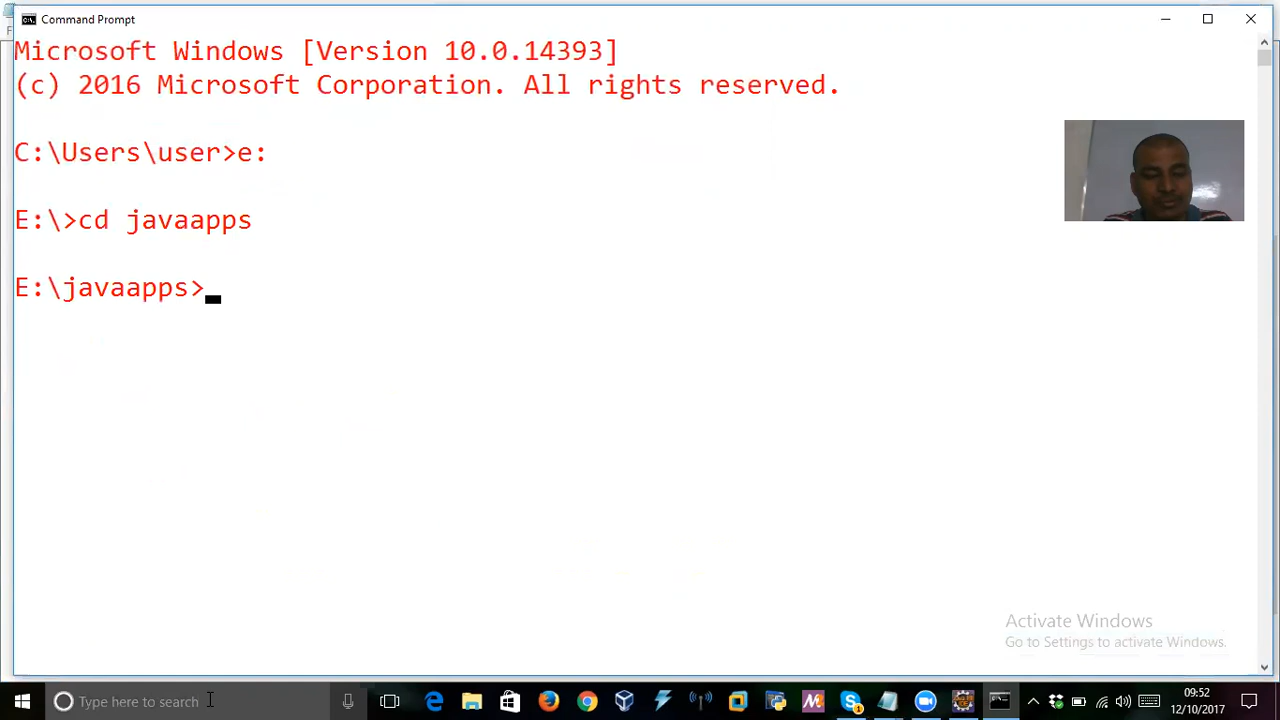 Command Prompt
Microsoft Windows [Version 10.0.14393]
(c) 2016 Microsoft Corporation. All rights reserved.
C:\Users\user>e:
E:\>cd javaapps
E:\javaapps>
Activate Windows
Go to Settings to activate Windows.
Type here to search
09:52
12/10/2017